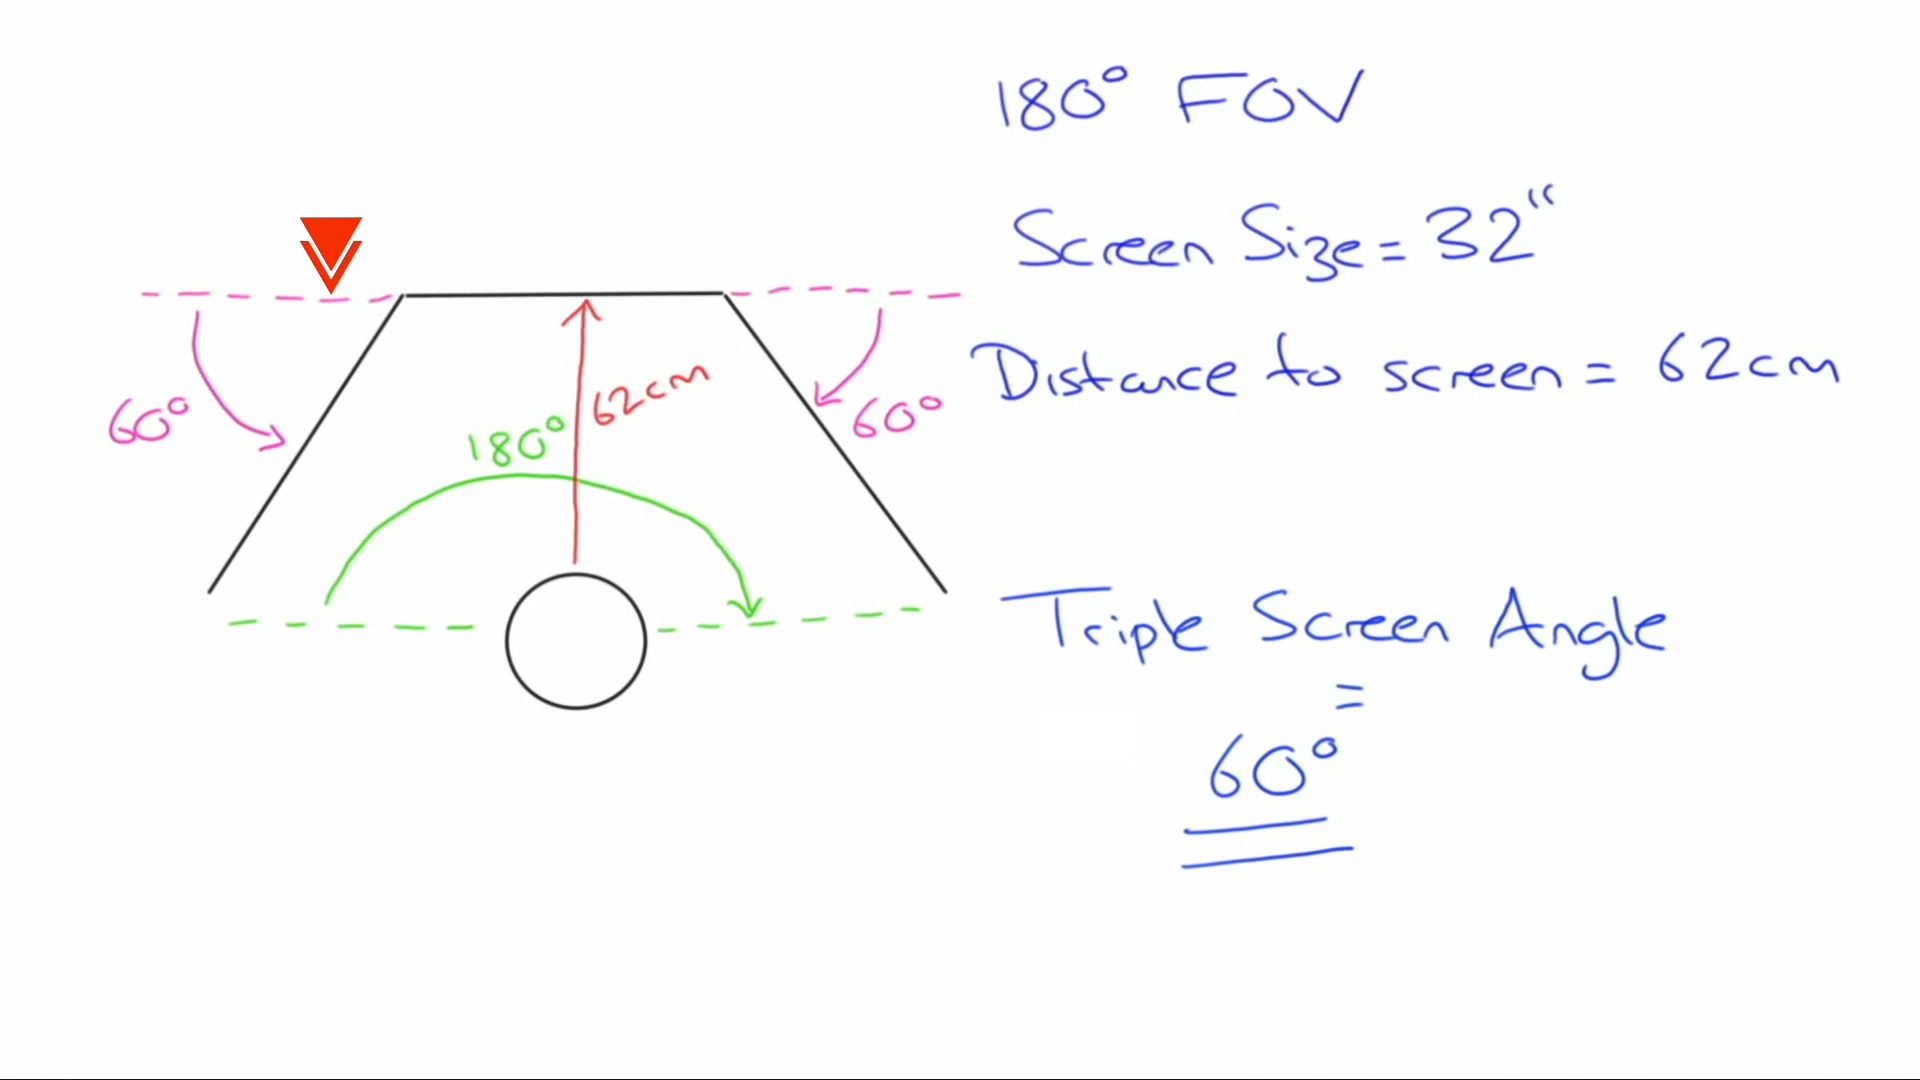 180° FOV
Screen Size = 32"
Distance to screen = 62cm
62cm
60°
180°
60°
Triple Screen Angle
=
60°